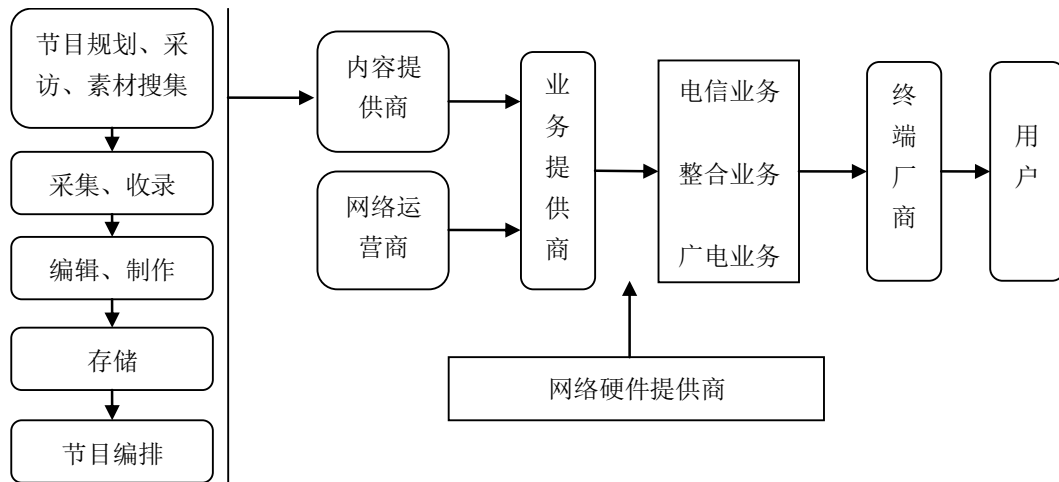 节目规划、采
访、素材搜集
采集、收录
编辑、制作
存储
节目编排
内容提
供商
网络运
营商
业
务
提
供
商
电信业务
整合业务
广电业务
网络硬件提供商
终
端
厂
商
用
户